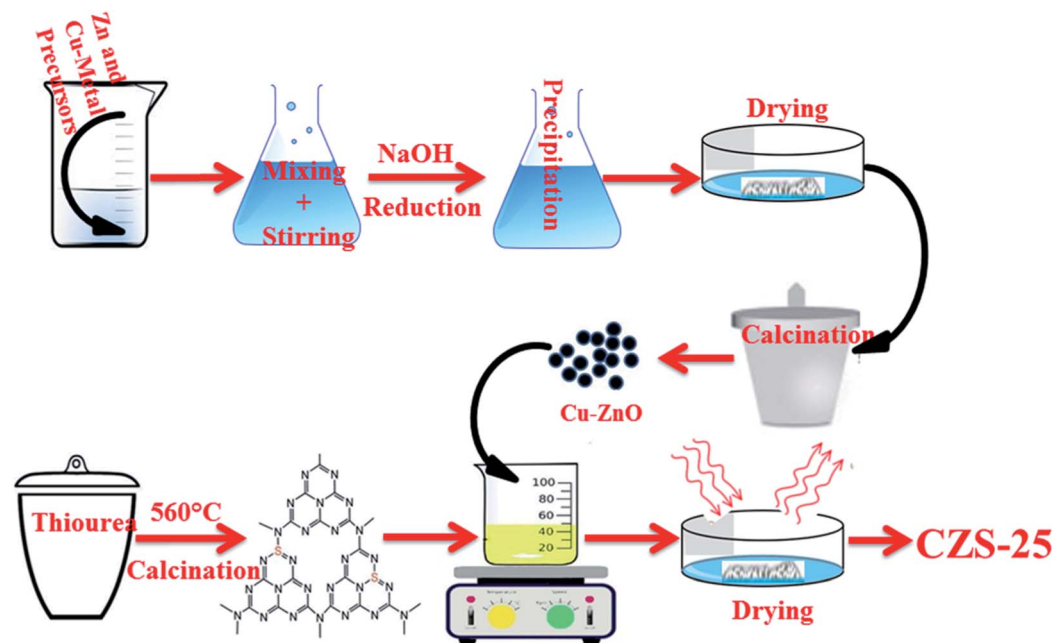 Zn and
Cu-Metal
Precursors
Mixing
+
Stirring
NaOH
Reduction
Precipitation
Drying
Calcination
Cu-ZnO
Thiourea
560°C
Calcination
N N N N N N N N N N
S
S
100
80
60
40
20
Drying
CZS-25